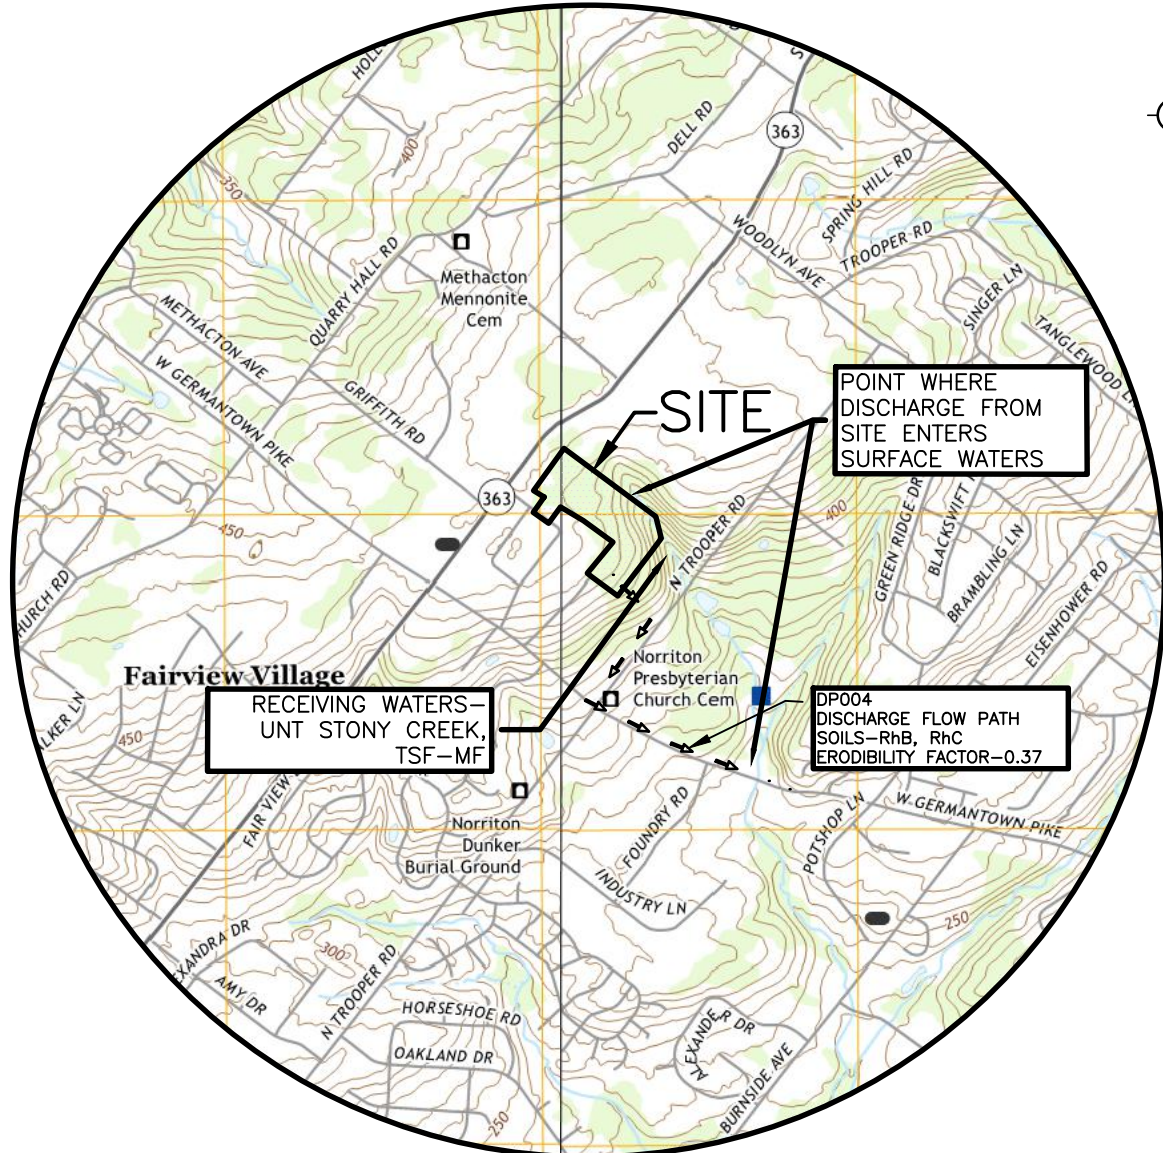 363
DELL RD
SPRING HILL RD
TROOPER RD
WOODLYN AVE
400
350
QUARRY HALL RD
Methacton
Mennonite
Cem
SINGER LN
METHACTON AVE
W GERMANTOWN PIKE
GRIFFITH RD
SITE
POINT WHERE
DISCHARGE FROM
SITE ENTERS
SURFACE WATERS
363
450
N TROOPER RD
400
GREEN RIDGE DR
BRAMBLING LN
EISENHOWER RD
Fairview Village
Norriton
Presbyterian
Church Cem
RECEIVING WATERS–
UNT STONY CREEK,
TSF–MF
DP004
DISCHARGE FLOW PATH
SOILS–RhB, RhC
ERODIBILITY FACTOR–0.37
450
FAIR VIEW
W GERMANTOWN PIKE
FOUNDRY RD
POTSHOP LN
Norriton
Dunker
Burial Ground
INDUSTRY LN
250
300
AMY DR
N TROOPER RD
HORSESHOE RD
OAKLAND DR
ALEXANDER DR
BURNSIDE AVE
250